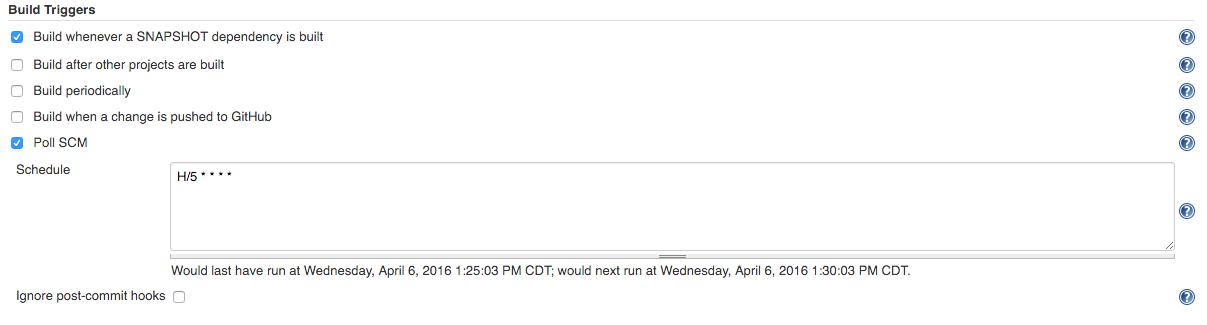 Build Triggers
Build whenever a SNAPSHOT dependency is built
Build after other projects are built
Build periodically
Build when a change is pushed to GitHub
Poll SCM
Schedule
H/5 * * * *
Would last have run at Wednesday, April 6, 2016 1:25:03 PM CDT; would next run at Wednesday, April 6, 2016 1:30:03 PM CDT.
Ignore post-commit hooks